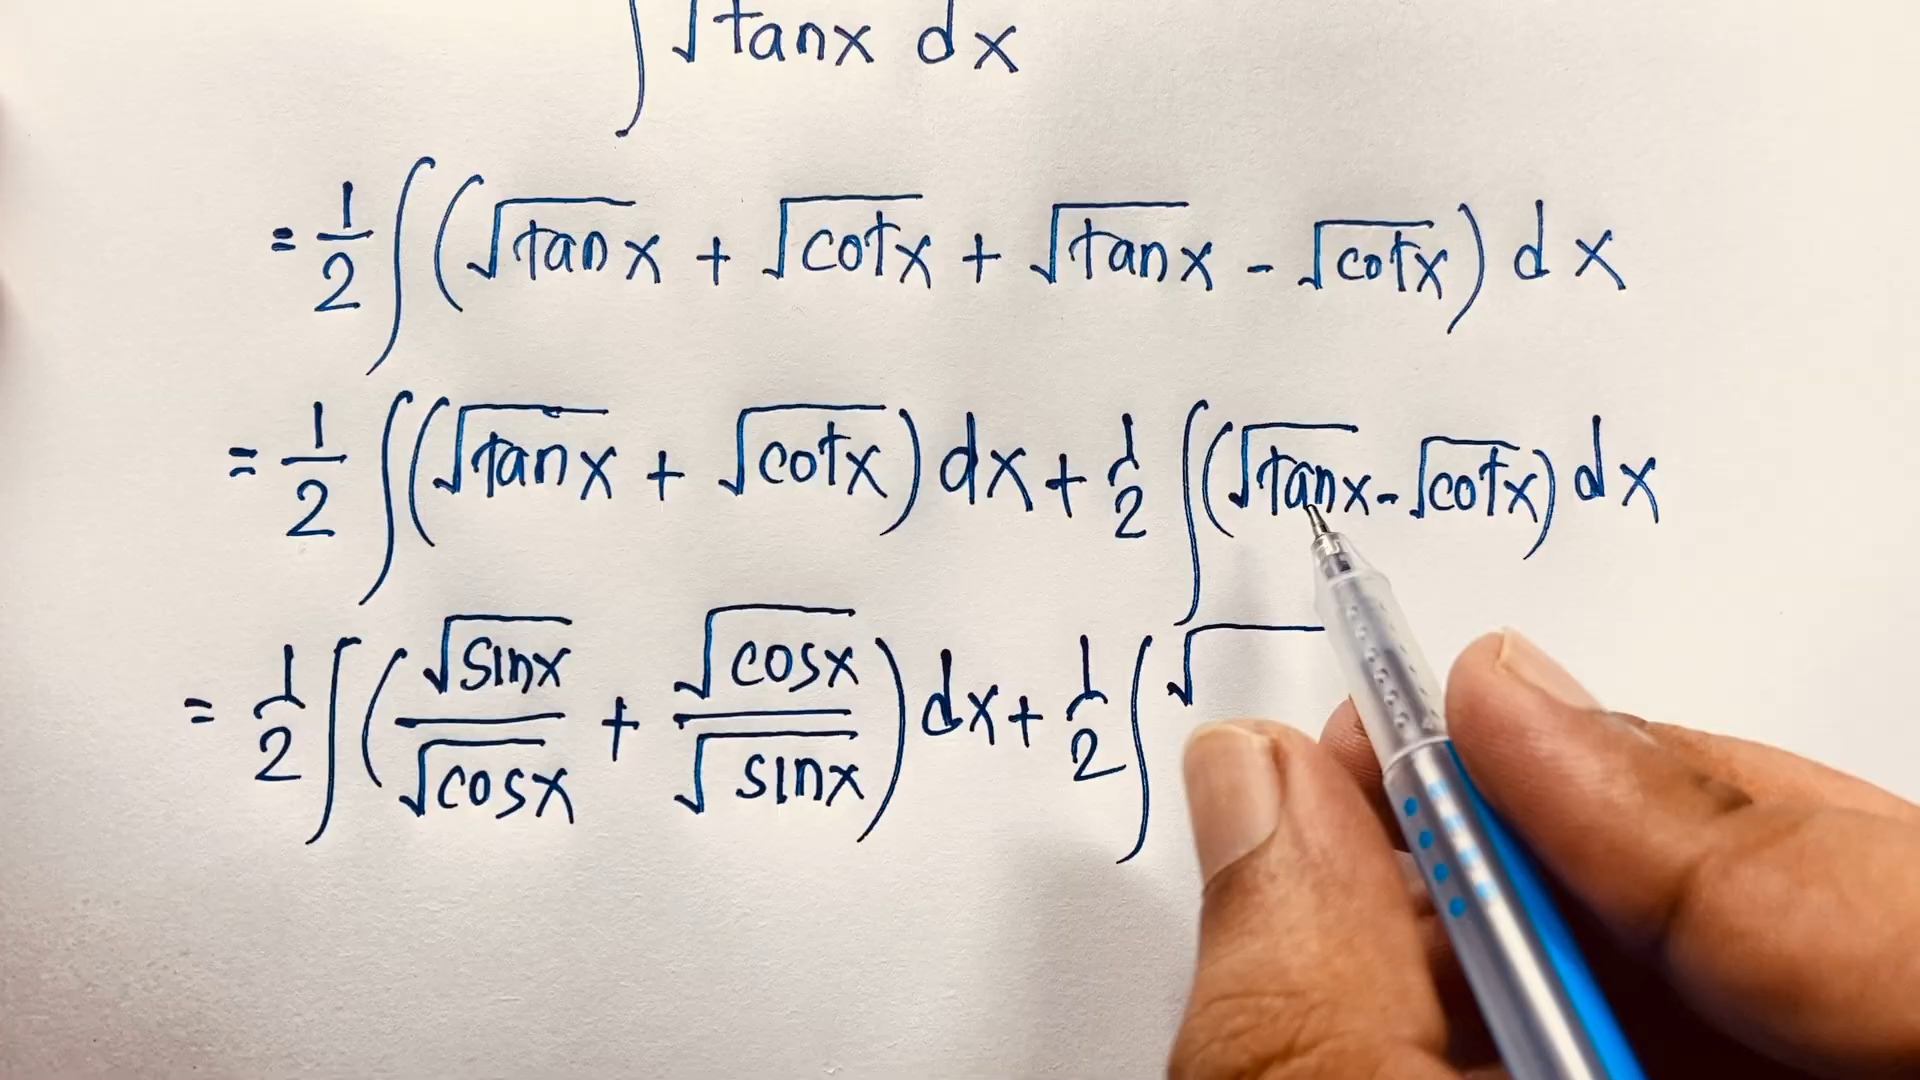 ∫ √tanx dx
= 1/2 ∫ (√tanx + √cotx + √tanx - √cotx) dx
= 1/2 ∫ (√tanx + √cotx) dx + 1/2 ∫ (√tanx - √cotx) dx
= 1/2 ∫ (√sinx/√cosx + √cosx/√sinx) dx + 1/2 ∫ √